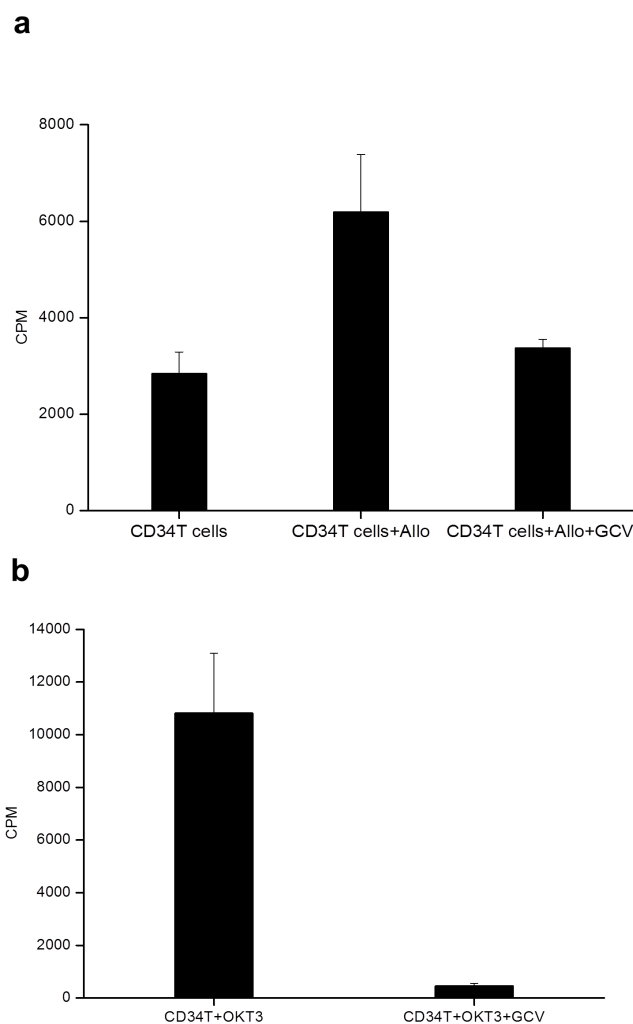 a
8000
6000
4000
2000
0
CPM
CD34T cells CD34T cells+Allo CD34T cells+Allo+GCV
b
14000
12000
10000
8000
6000
4000
2000
0
CPM
CD34T+OKT3 CD34T+OKT3+GCV